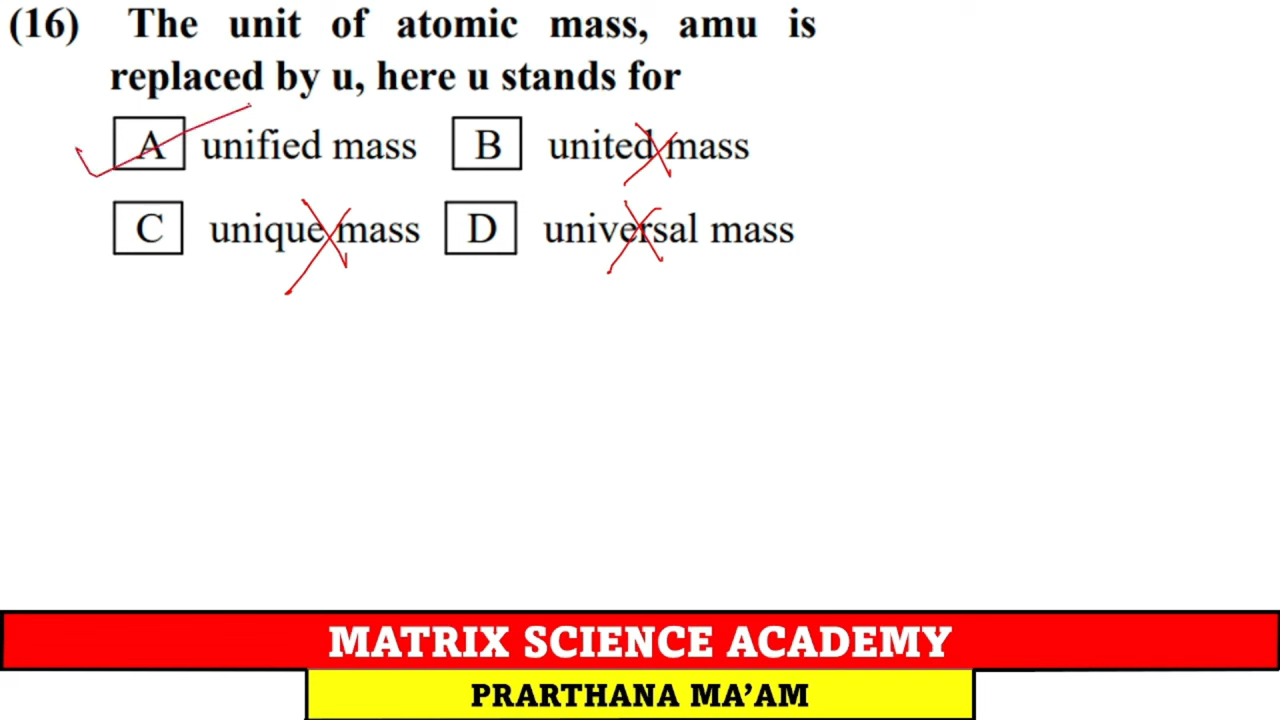 (16) The unit of atomic mass, amu is
replaced by u, here u stands for
A unified mass B united mass
C unique mass D universal mass
MATRIX SCIENCE ACADEMY
PRARTHANA MA’AM